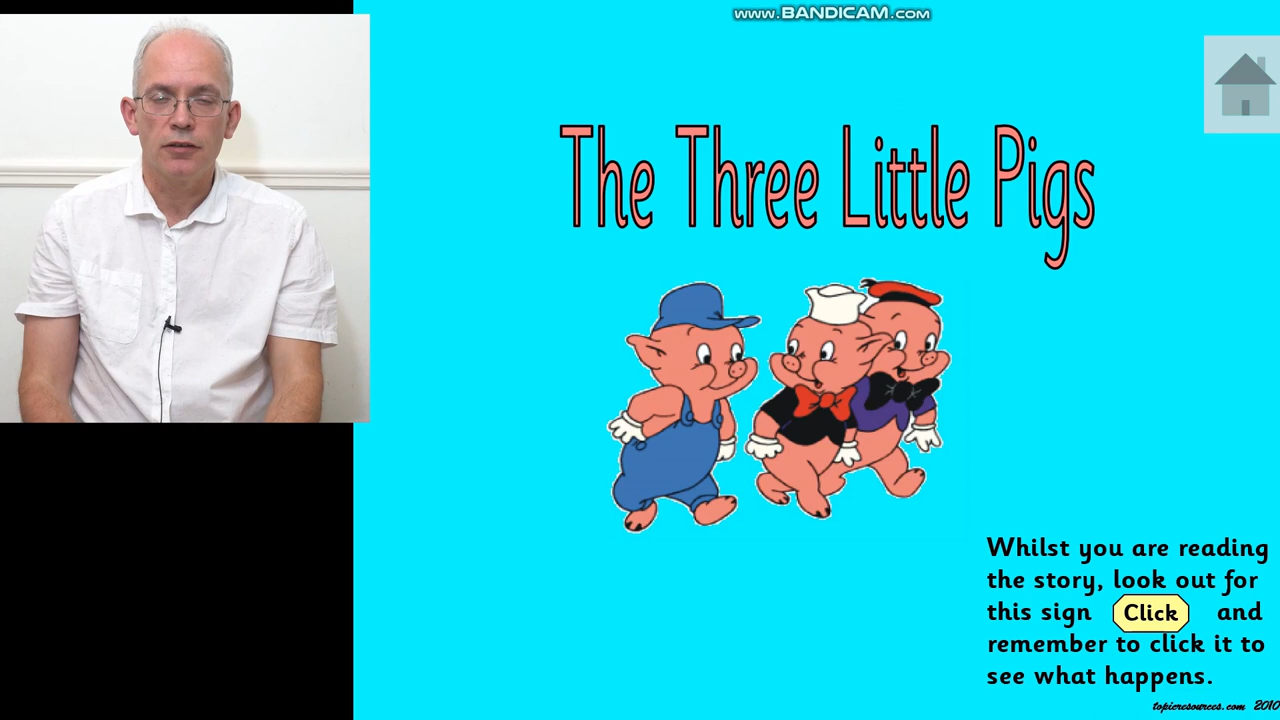 www.BANDICAM.com
The Three Little Pigs
Whilst you are reading
the story, look out for
this sign Click and
remember to click it to
see what happens.
topicresources.com 2010